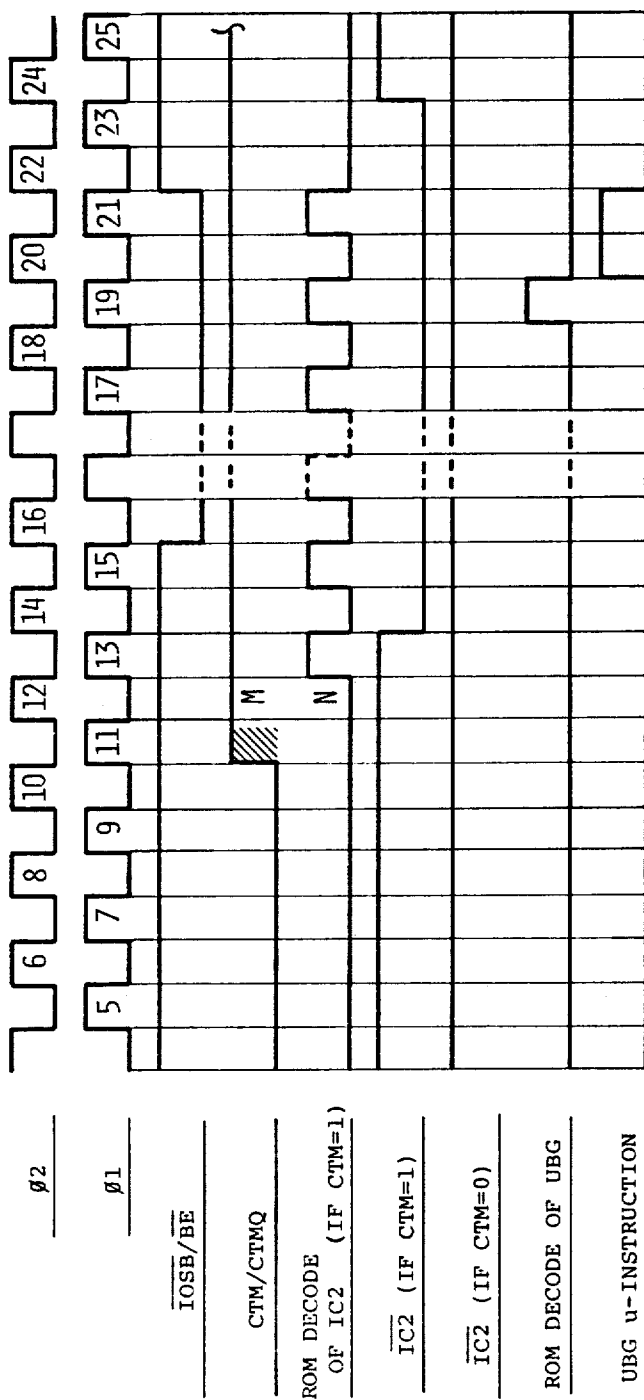 Ø2
6 8 10 12 14 16 18 20 22 24
Ø1
5 7 9 11 13 15 17 19 21 23 25
IOSB/BE
CTM/CTMQ
M
ROM DECODE
OF IC2 (IF CTM=1)
N
IC2 (IF CTM=1)
IC2 (IF CTM=0)
ROM DECODE OF UBG
UBG u-INSTRUCTION